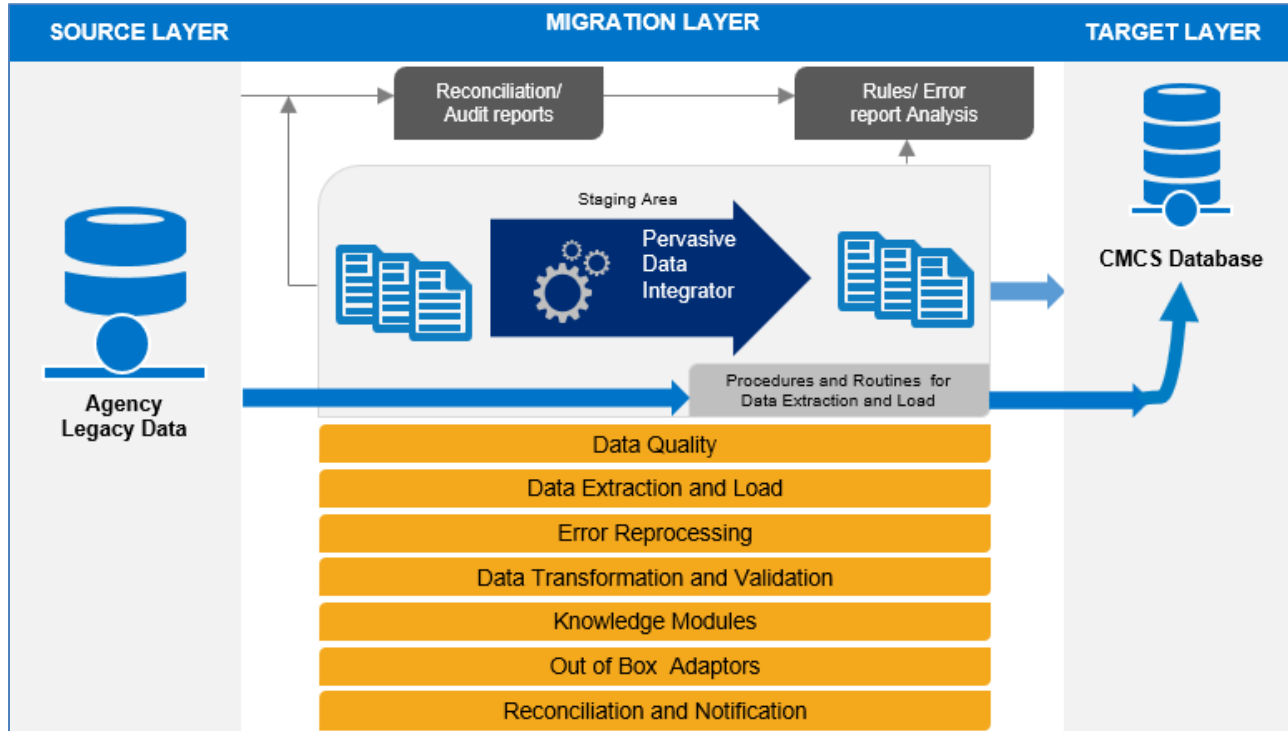 SOURCE LAYER
MIGRATION LAYER
TARGET LAYER
Reconciliation/
Audit reports
Rules/ Error
report Analysis
Staging Area
Pervasive
Data
Integrator
Agency
Legacy Data
CMCS Database
Procedures and Routines for
Data Extraction and Load
Data Quality
Data Extraction and Load
Error Reprocessing
Data Transformation and Validation
Knowledge Modules
Out of Box Adaptors
Reconciliation and Notification